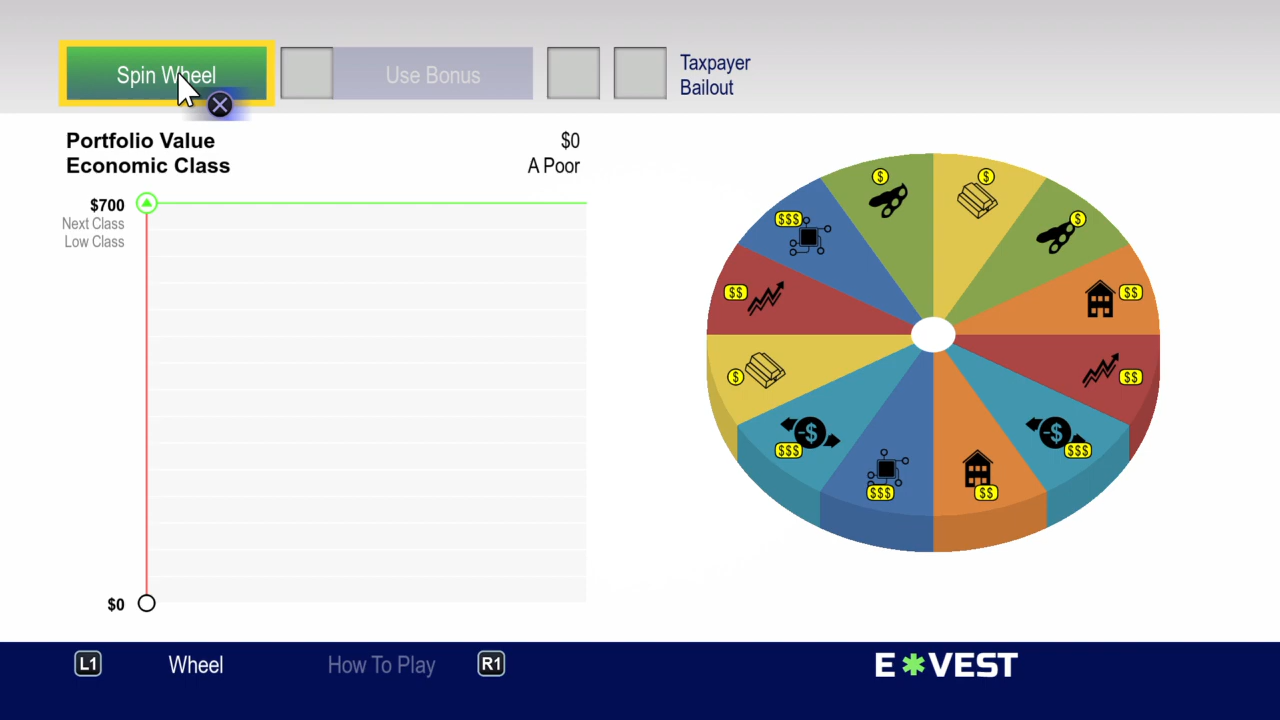 Spin Wheel
Use Bonus
Taxpayer
Bailout
Portfolio Value $0
Economic Class A Poor
$700
Next Class
Low Class
$0
$
$
$
$$$
$$
$$
$
$$
-$
$$$
-$
$$$
$$$
$$
L1 Wheel How To Play R1
E*VEST